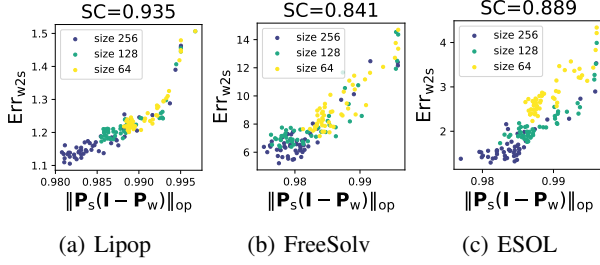 SC=0.935
Err_w2s
1.5
1.4
1.3
1.2
1.1
size 256
size 128
size 64
0.980 0.985 0.990 0.995
‖P_s(I − P_w)‖_op
(a) Lipop
SC=0.841
Err_w2s
14
12
10
8
6
size 256
size 128
size 64
0.98 0.99
‖P_s(I − P_w)‖_op
(b) FreeSolv
SC=0.889
Err_w2s
4
3
2
size 256
size 128
size 64
0.98 0.99
‖P_s(I − P_w)‖_op
(c) ESOL